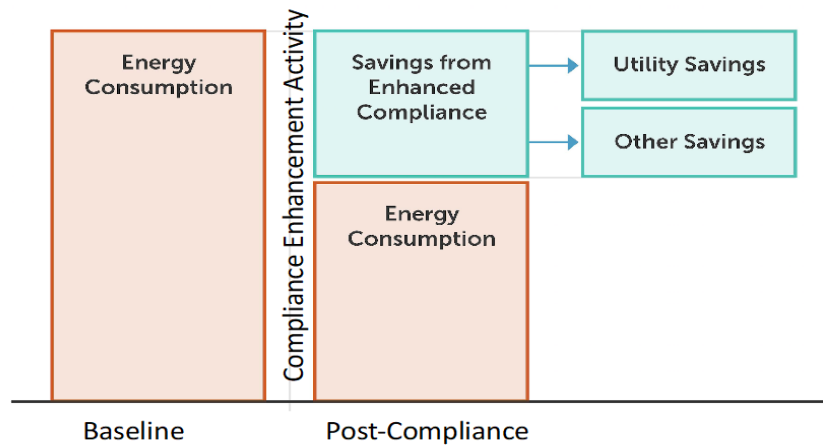 Energy
Consumption
Compliance Enhancement Activity
Savings from
Enhanced
Compliance
Utility Savings
Other Savings
Energy
Consumption
Baseline
Post-Compliance